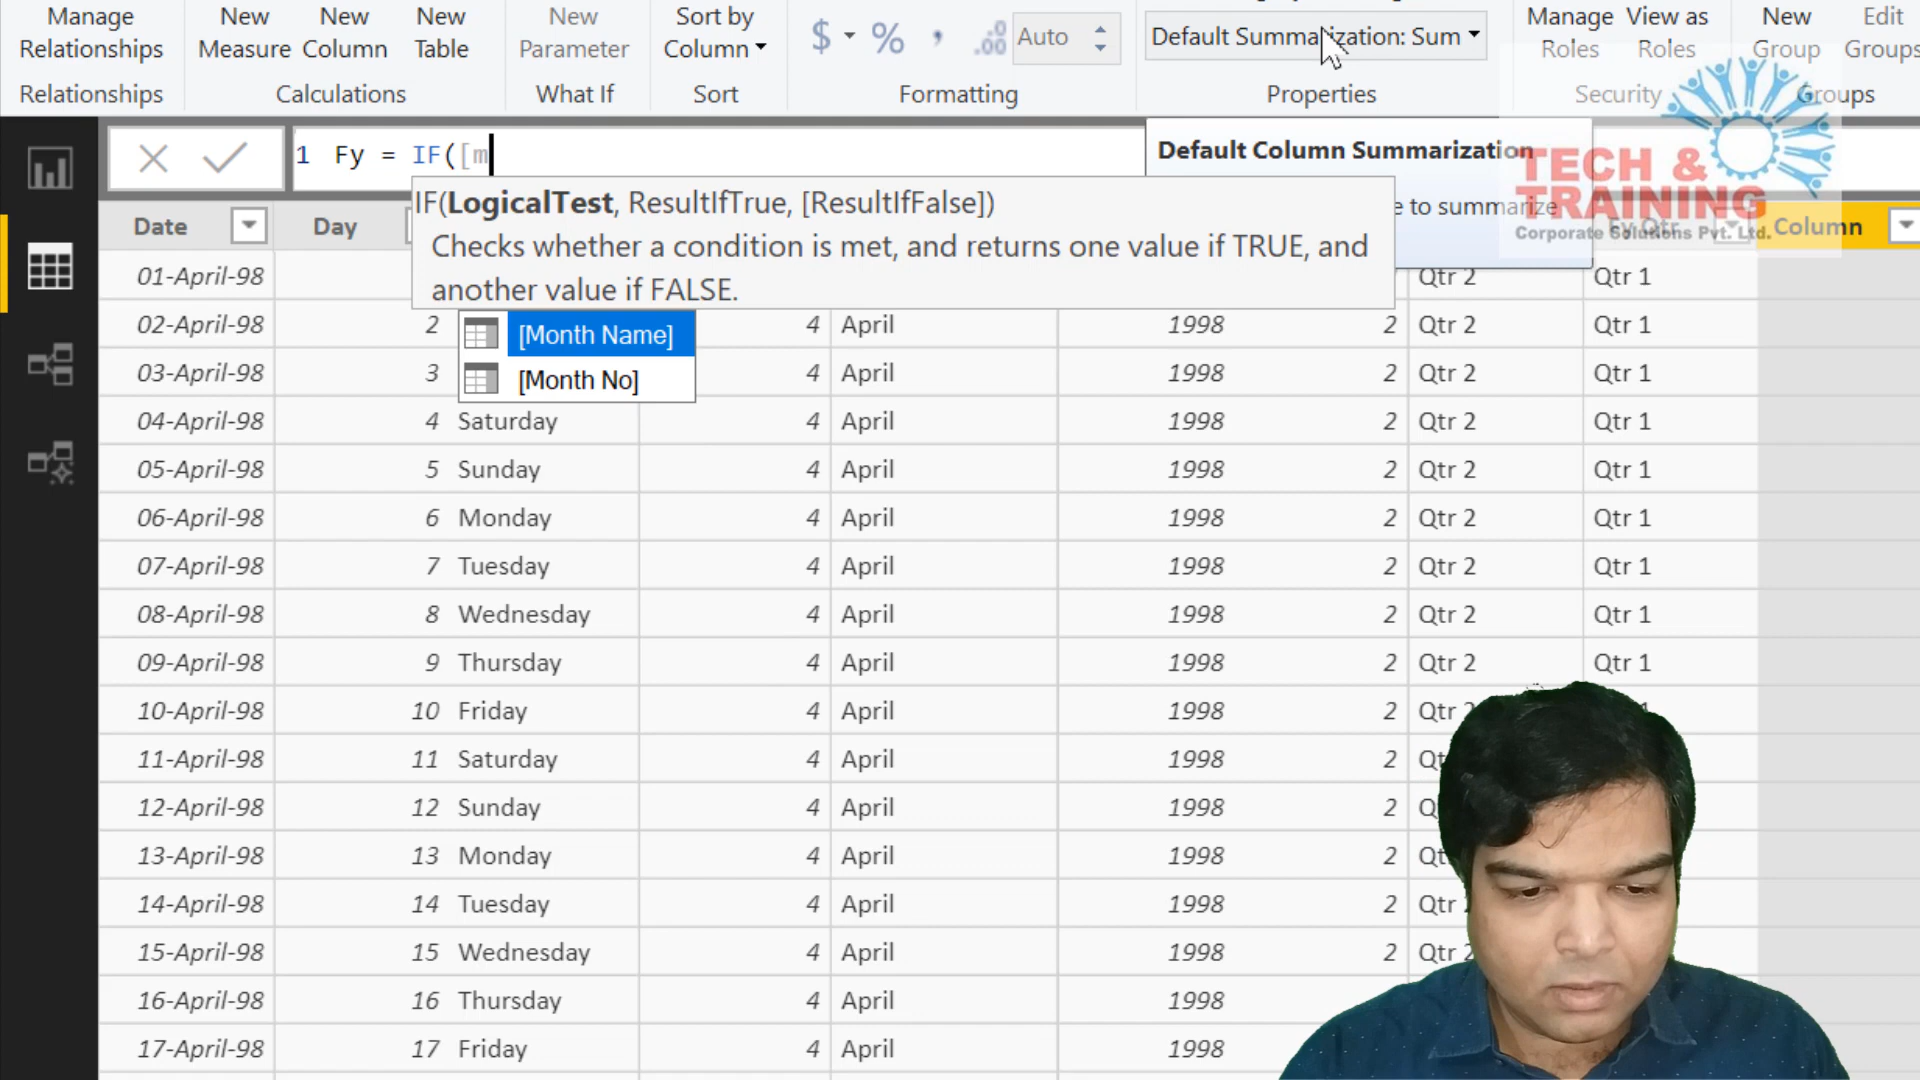 Manage
Relationships
New
Measure
New
Column
New
Table
New
Parameter
Sort by
Column
$ % , .00 Auto
Default Summarization: Sum
Manage
Roles
View as
Roles
New
Group
Edit
Groups
Relationships Calculations What If Sort Formatting Properties Security Groups
1 Fy = IF([m
Default Column Summarization
IF(LogicalTest, ResultIfTrue, [ResultIfFalse])
e to summarize
Checks whether a condition is met, and returns one value if TRUE, and
another value if FALSE.
[Month Name]
[Month No]
TECH &
TRAINING
Corporate Solutions Pvt. Ltd.
Date Day Fy Qtr Column
01-April-98 Qtr 2 Qtr 1
02-April-98 2 4 April 1998 2 Qtr 2 Qtr 1
03-April-98 3 4 April 1998 2 Qtr 2 Qtr 1
04-April-98 4 Saturday 4 April 1998 2 Qtr 2 Qtr 1
05-April-98 5 Sunday 4 April 1998 2 Qtr 2 Qtr 1
06-April-98 6 Monday 4 April 1998 2 Qtr 2 Qtr 1
07-April-98 7 Tuesday 4 April 1998 2 Qtr 2 Qtr 1
08-April-98 8 Wednesday 4 April 1998 2 Qtr 2 Qtr 1
09-April-98 9 Thursday 4 April 1998 2 Qtr 2 Qtr 1
10-April-98 10 Friday 4 April 1998 2 Qtr 2
11-April-98 11 Saturday 4 April 1998 2
12-April-98 12 Sunday 4 April 1998 2
13-April-98 13 Monday 4 April 1998 2
14-April-98 14 Tuesday 4 April 1998 2 Qtr
15-April-98 15 Wednesday 4 April 1998 2 Qtr 2
16-April-98 16 Thursday 4 April 1998
17-April-98 17 Friday 4 April 1998